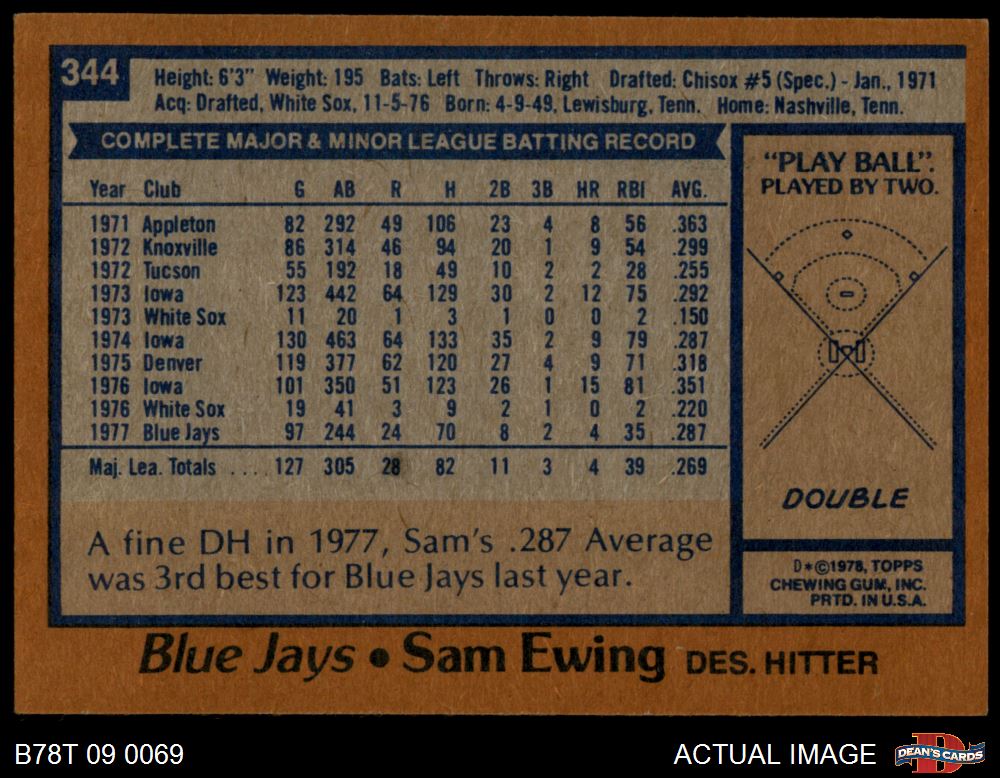 344
Height: 6'3" Weight: 195 Bats: Left Throws: Right Drafted: Chisox #5 (Spec.) - Jan., 1971
Acq: Drafted, White Sox, 11-5-76 Born: 4-9-49, Lewisburg, Tenn. Home: Nashville, Tenn.
COMPLETE MAJOR & MINOR LEAGUE BATTING RECORD
Year Club G AB R H 2B 3B HR RBI AVG.
1971 Appleton 82 292 49 106 23 4 8 56 .363
1972 Knoxville 86 314 46 94 20 1 9 54 .299
1972 Tucson 55 192 18 49 10 2 2 28 .255
1973 Iowa 123 442 64 129 30 2 12 75 .292
1973 White Sox 11 20 1 3 1 0 0 2 .150
1974 Iowa 130 463 64 133 35 2 9 79 .287
1975 Denver 119 377 62 120 27 4 9 71 .318
1976 Iowa 101 350 51 123 26 1 15 81 .351
1976 White Sox 19 41 3 9 2 1 0 2 .220
1977 Blue Jays 97 244 24 70 8 2 4 35 .287
Maj. Lea. Totals .... 127 305 28 82 11 3 4 39 .269
A fine DH in 1977, Sam's .287 Average
was 3rd best for Blue Jays last year.
"PLAY BALL".
PLAYED BY TWO.
DOUBLE
D*©1978, TOPPS
CHEWING GUM, INC.
PRTD. IN U.S.A.
Blue Jays • Sam Ewing DES. HITTER
B78T 09 0069
ACTUAL IMAGE
DEAN'S CARDS